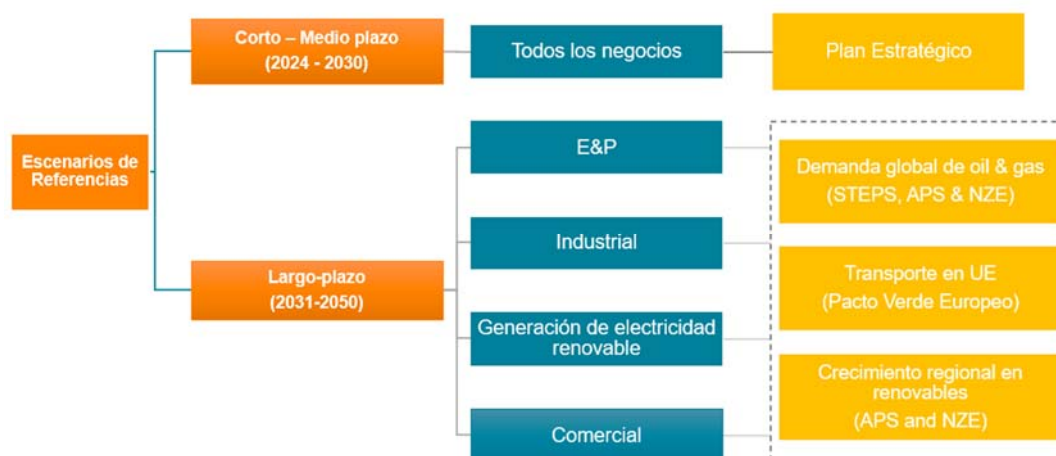 Escenarios de
Referencias
Corto – Medio plazo
(2024 - 2030)
Todos los negocios
Plan Estratégico
Largo-plazo
(2031-2050)
E&P
Industrial
Generación de electricidad
renovable
Comercial
Demanda global de oil & gas
(STEPS, APS & NZE)
Transporte en UE
(Pacto Verde Europeo)
Crecimiento regional en
renovables
(APS and NZE)